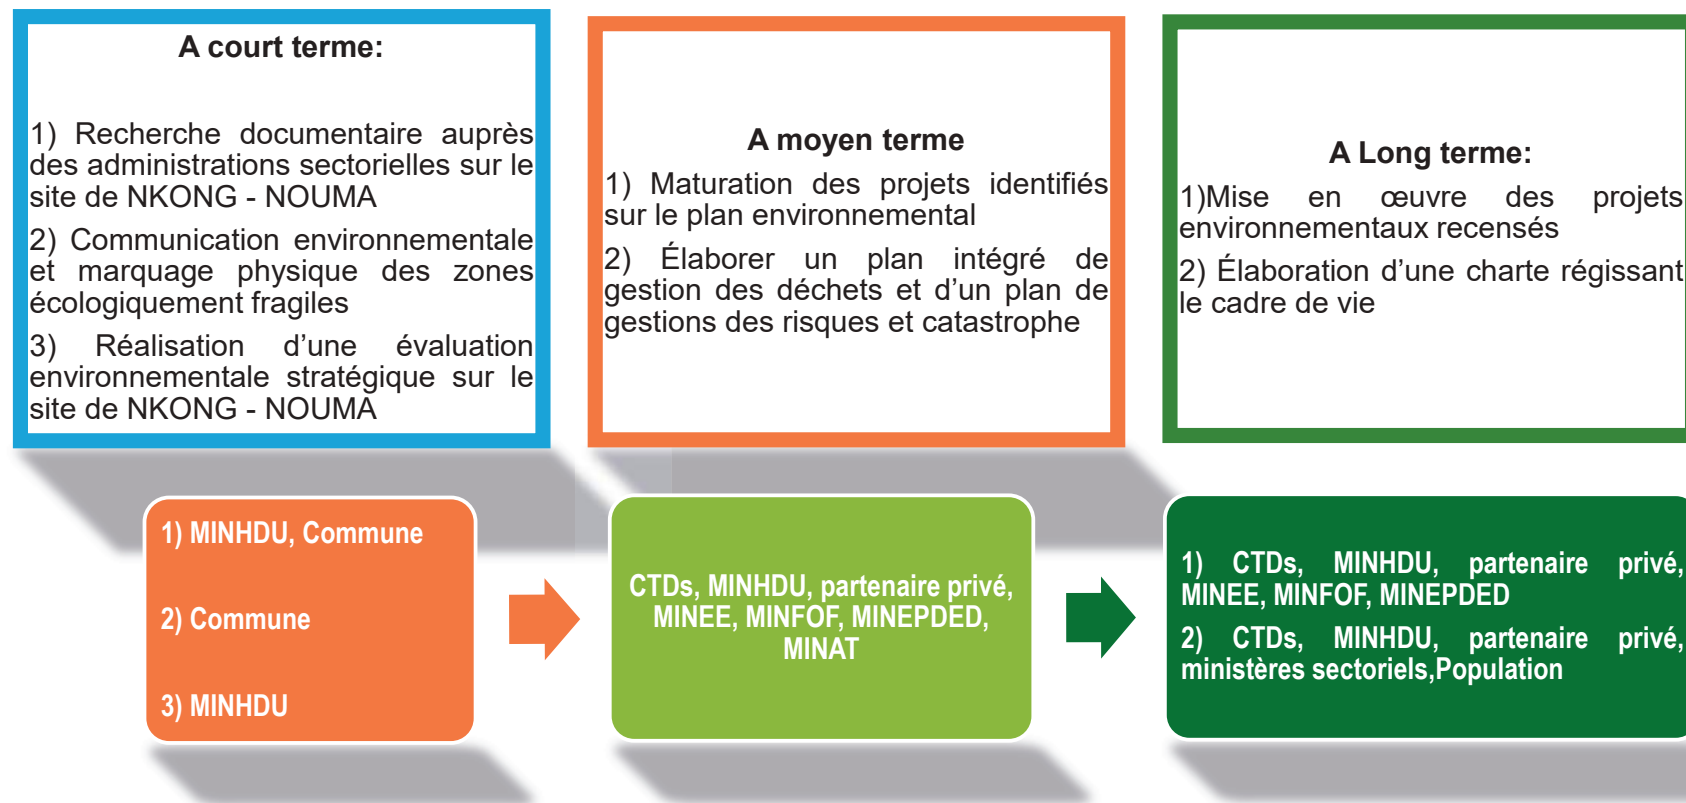 A court terme:
1) Recherche documentaire auprès
des administrations sectorielles sur le
site de NKONG - NOUMA
2) Communication environnementale
et marquage physique des zones
écologiquement fragiles
3) Réalisation d’une évaluation
environnementale stratégique sur le
site de NKONG - NOUMA
A moyen terme
1) Maturation des projets identifiés
sur le plan environnemental
2) Élaborer un plan intégré de
gestion des déchets et d’un plan de
gestions des risques et catastrophe
A Long terme:
1)Mise en œuvre des projets
environnementaux recensés
2) Élaboration d’une charte régissant
le cadre de vie
1) MINHDU, Commune
2) Commune
3) MINHDU
CTDs, MINHDU, partenaire privé,
MINEE, MINFOF, MINEPDED,
MINAT
1) CTDs, MINHDU, partenaire privé,
MINEE, MINFOF, MINEPDED
2) CTDs, MINHDU, partenaire privé,
ministères sectoriels,Population